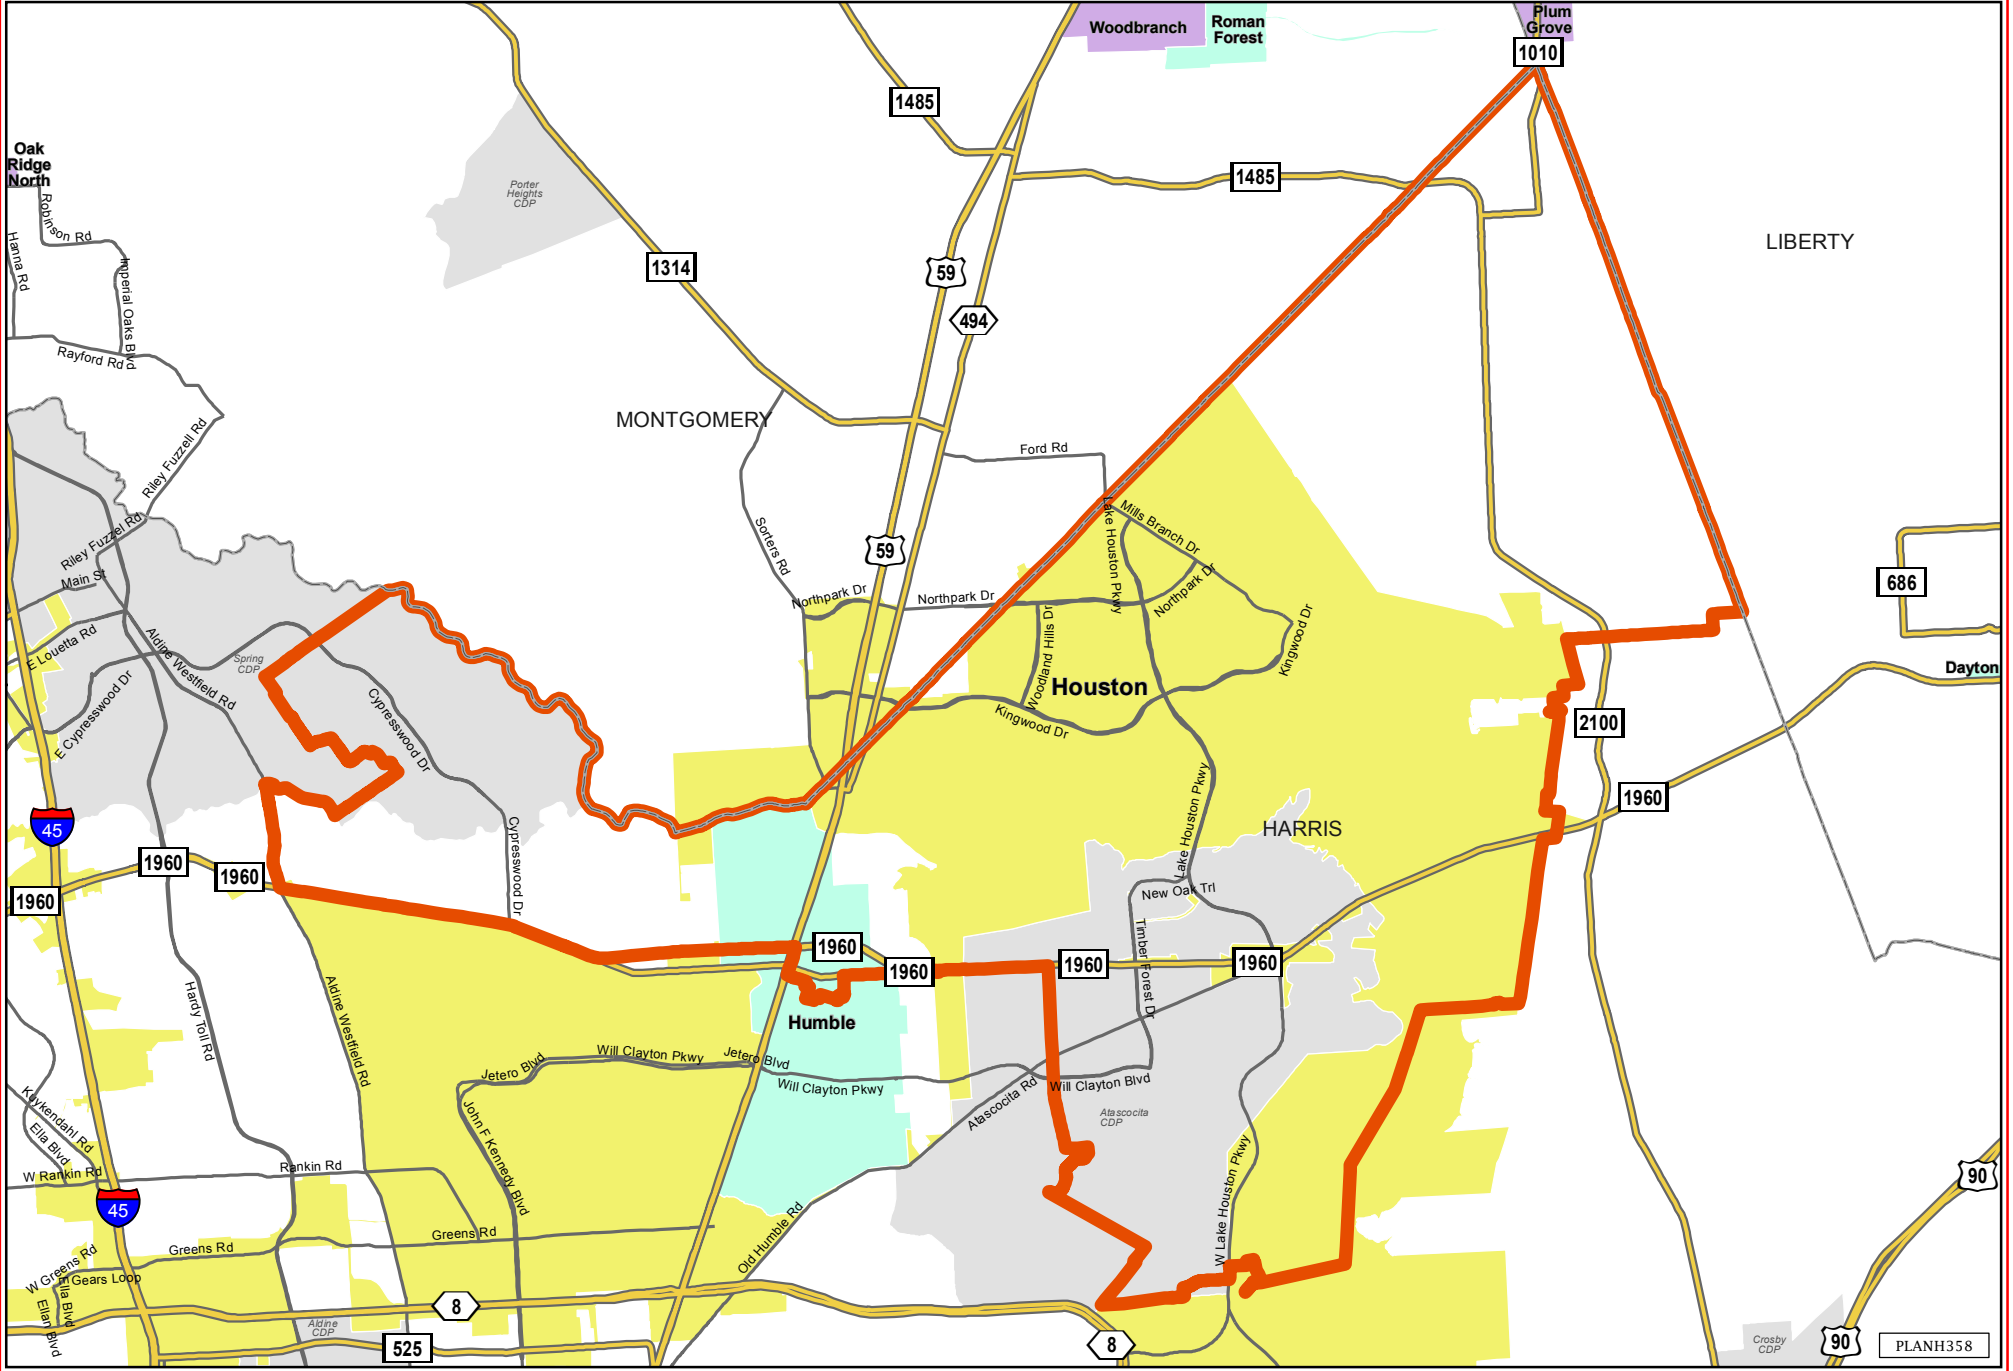 Woodbranch
Roman
Forest
Plum
Grove
1010
1485
Oak
Ridge
North
Porter
Heights
CDP
1485
Robinson Rd
Hanna Rd
Imperial Oaks Blvd
LIBERTY
1314
59
494
Rayford Rd
MONTGOMERY
Riley Fuzzell Rd
Ford Rd
Lake Houston Pkwy
Mills Branch Dr
Riley Fuzzel Rd
Sorters Rd
59
Main St
686
Northpark Dr
Northpark Dr
Northpark Dr
Woodland Hills Dr
Kingwood Dr
E Louetta Rd
Aldine Westfield Rd
Spring
CDP
Dayton
Houston
Cypresswood Dr
E Cypresswood Dr
Kingwood Dr
2100
Lake Houston Pkwy
1960
45
HARRIS
Cypresswood Dr
1960
1960
1960
New Oak Trl
Timber Forest Dr
1960
1960
1960
1960
Aldine Westfield Rd
Hardy Toll Rd
Humble
Jetero Blvd
Will Clayton Pkwy
Jetero Blvd
Will Clayton Pkwy
Will Clayton Blvd
Atascocita Rd
Atascocita
CDP
Kuykendahl Rd
Ella Blvd
John F Kennedy Blvd
W Rankin Rd
Rankin Rd
W Lake Houston Pkwy
90
45
Old Humble Rd
Greens Rd
Greens Rd
W Greens Rd
Gears Loop
Ella Blvd
Ellan Blvd
8
Aldine
CDP
525
8
Crosby
CDP
90
PLANH358